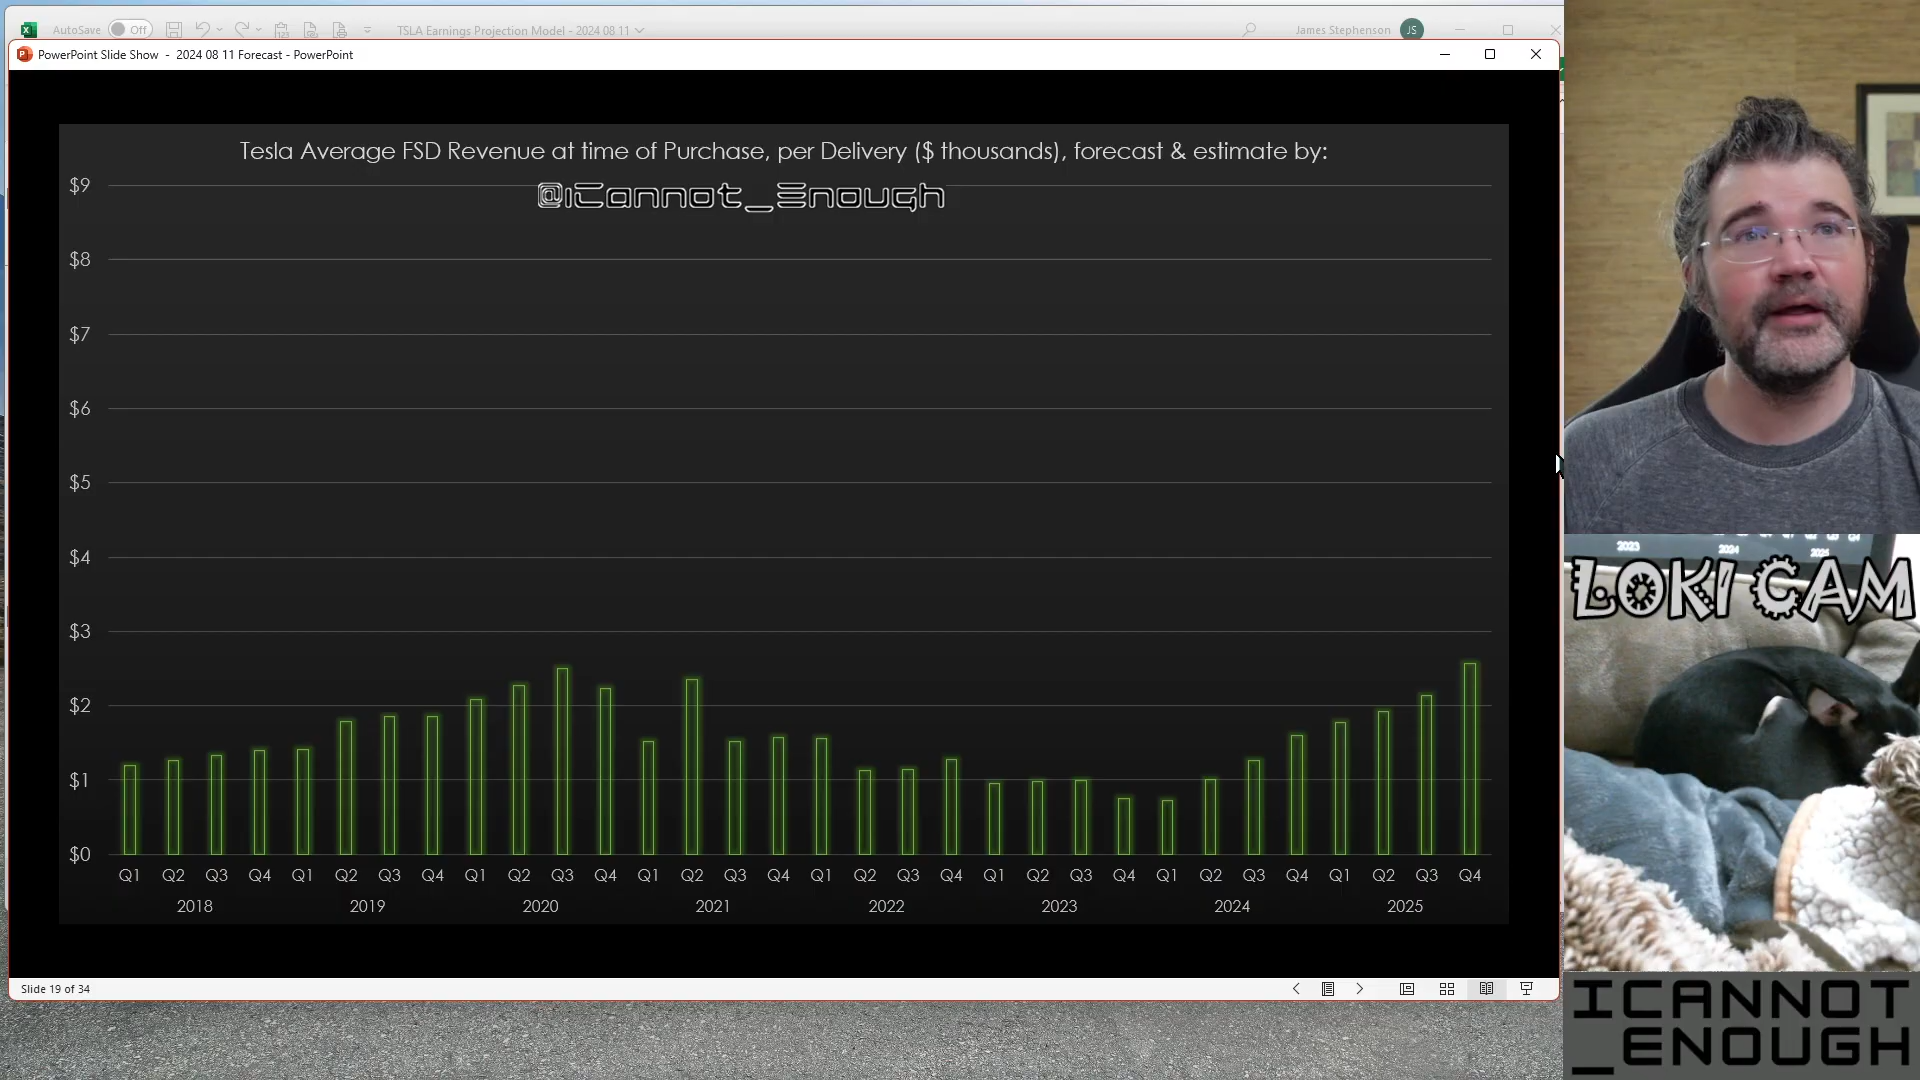 AutoSave Off TSLA Earnings Projection Model - 2024 08 11 James Stephenson JS
PowerPoint Slide Show - 2024 08 11 Forecast - PowerPoint
Tesla Average FSD Revenue at time of Purchase, per Delivery ($ thousands), forecast & estimate by:
@iCannot_Enough
$9
$8
$7
$6
$5
$4
$3
$2
$1
$0
Q1 Q2 Q3 Q4 Q1 Q2 Q3 Q4 Q1 Q2 Q3 Q4 Q1 Q2 Q3 Q4 Q1 Q2 Q3 Q4 Q1 Q2 Q3 Q4 Q1 Q2 Q3 Q4 Q1 Q2 Q3 Q4
2018 2019 2020 2021 2022 2023 2024 2025
Slide 19 of 34
2023 2024 2025
LOKI CAM
ICANNOT
_ENOUGH